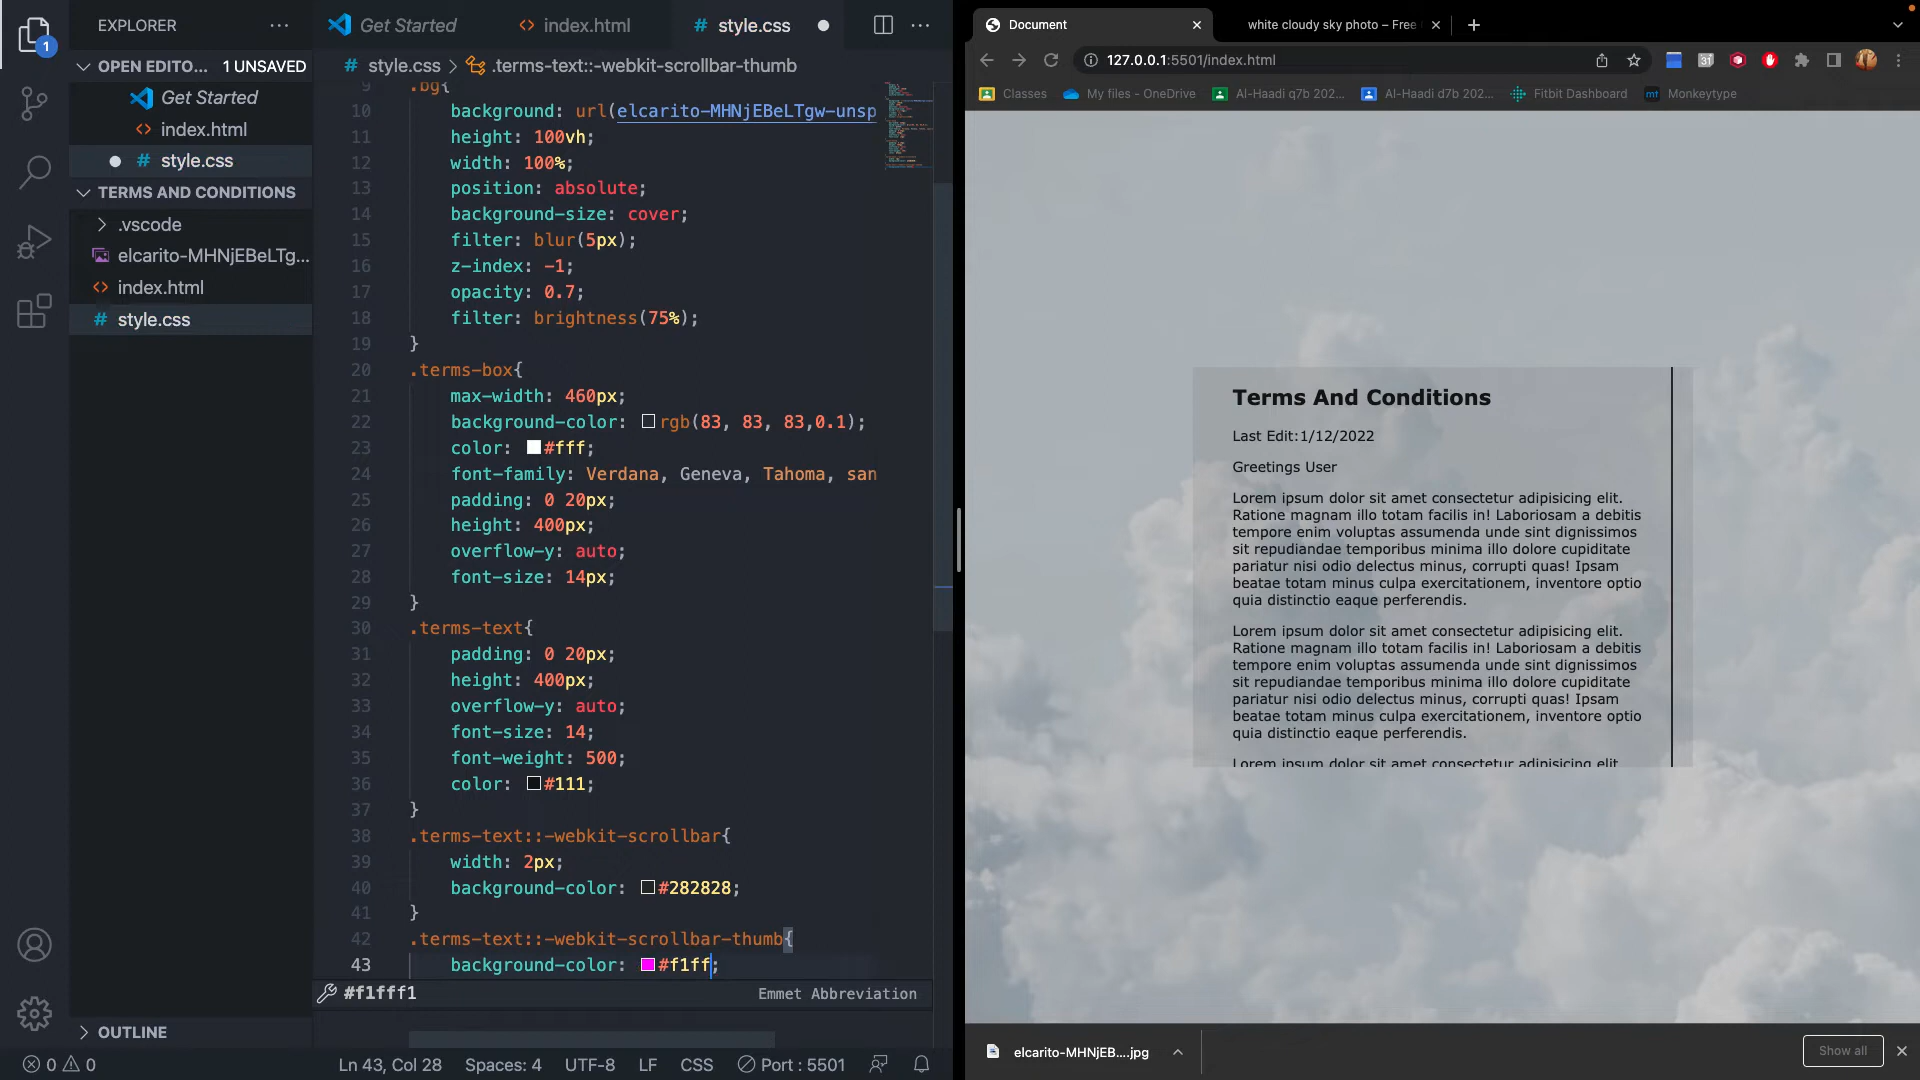 EXPLORER
1
OPEN EDITO... 1 UNSAVED
Get Started
index.html
style.css
TERMS AND CONDITIONS
.vscode
elcarito-MHNjEBeLTg...
index.html
# style.css
OUTLINE
Get Started
index.html
# style.css
# style.css > .terms-text::-webkit-scrollbar-thumb
9 .bg{
10 background: url(elcarito-MHNjEBeLTgw-unsp
11 height: 100vh;
12 width: 100%;
13 position: absolute;
14 background-size: cover;
15 filter: blur(5px);
16 z-index: -1;
17 opacity: 0.7;
18 filter: brightness(75%);
19 }
20 .terms-box{
21 max-width: 460px;
22 background-color: rgb(83, 83, 83,0.1);
23 color: #fff;
24 font-family: Verdana, Geneva, Tahoma, san
25 padding: 0 20px;
26 height: 400px;
27 overflow-y: auto;
28 font-size: 14px;
29 }
30 .terms-text{
31 padding: 0 20px;
32 height: 400px;
33 overflow-y: auto;
34 font-size: 14;
35 font-weight: 500;
36 color: #111;
37 }
38 .terms-text::-webkit-scrollbar{
39 width: 2px;
40 background-color: #282828;
41 }
42 .terms-text::-webkit-scrollbar-thumb{
43 background-color: #f1ff;
#f1fff1 Emmet Abbreviation
0 0 Ln 43, Col 28 Spaces: 4 UTF-8 LF CSS Port : 5501
Document
white cloudy sky photo – Free
127.0.0.1:5501/index.html
Classes My files - OneDrive Al-Haadi q7b 202... Al-Haadi d7b 202... Fitbit Dashboard Monkeytype
Terms And Conditions
Last Edit:1/12/2022
Greetings User
Lorem ipsum dolor sit amet consectetur adipisicing elit.
Ratione magnam illo totam facilis in! Laboriosam a debitis
tempore enim voluptas assumenda unde sint dignissimos
sit repudiandae temporibus minima illo dolore cupiditate
pariatur nisi odio delectus minus, corrupti quas! Ipsam
beatae totam minus culpa exercitationem, inventore optio
quia distinctio eaque perferendis.
Lorem ipsum dolor sit amet consectetur adipisicing elit.
Ratione magnam illo totam facilis in! Laboriosam a debitis
tempore enim voluptas assumenda unde sint dignissimos
sit repudiandae temporibus minima illo dolore cupiditate
pariatur nisi odio delectus minus, corrupti quas! Ipsam
beatae totam minus culpa exercitationem, inventore optio
quia distinctio eaque perferendis.
Lorem ipsum dolor sit amet consectetur adipisicing elit.
elcarito-MHNjEB....jpg
Show all